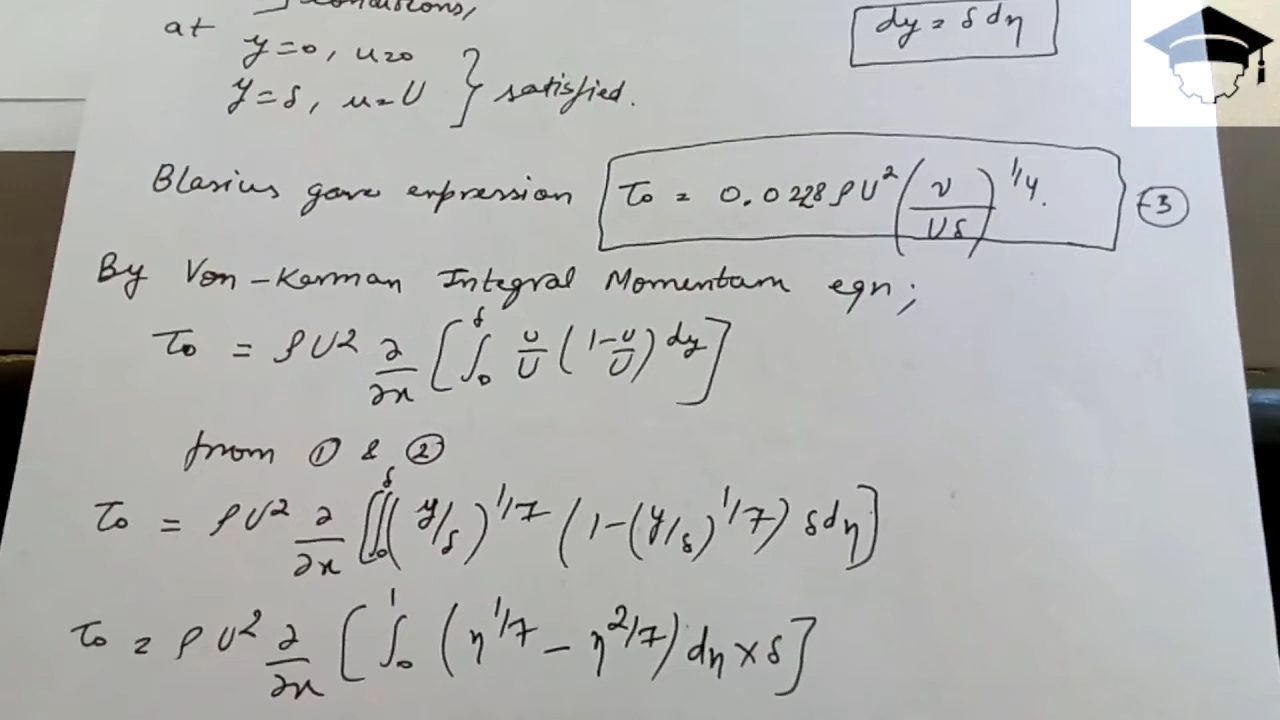 conditions,
at y=0, u=0
y=δ, u=U } satisfied.
dy = δ dη
Blasius gave expression τ₀ = 0.0228 ρU² (ν/Uδ)^1/4. -③
By Von-Karman Integral Momentum eqn;
τ₀ = ρU² ∂/∂x [∫₀^δ u/U (1-u/U) dy]
from ① & ②
τ₀ = ρU² ∂/∂x [∫₀^δ (y/δ)^1/7 (1-(y/δ)^1/7) δdη]
τ₀ = ρU² ∂/∂x [∫₀^1 (η^1/7 - η^2/7) dη × δ]